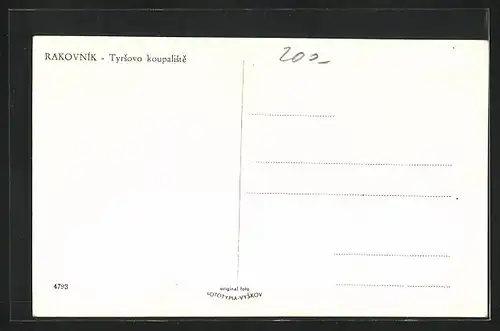 RAKOVNÍK - Tyršovo koupaliště
200-
4793
original foto
FOTOTYPIA-VYŠKOV